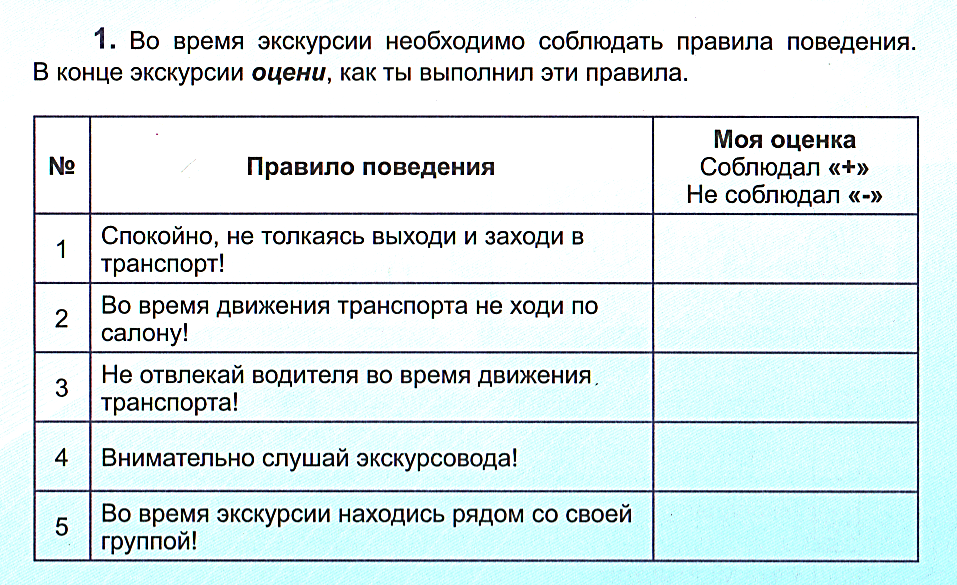 1. Во время экскурсии необходимо соблюдать правила поведения.
В конце экскурсии оцени, как ты выполнил эти правила.
№
Правило поведения
Моя оценка
Соблюдал «+»
Не соблюдал «-»
1
Спокойно, не толкаясь выходи и заходи в
транспорт!
2
Во время движения транспорта не ходи по
салону!
3
Не отвлекай водителя во время движения
транспорта!
4
Внимательно слушай экскурсовода!
5
Во время экскурсии находись рядом со своей
группой!